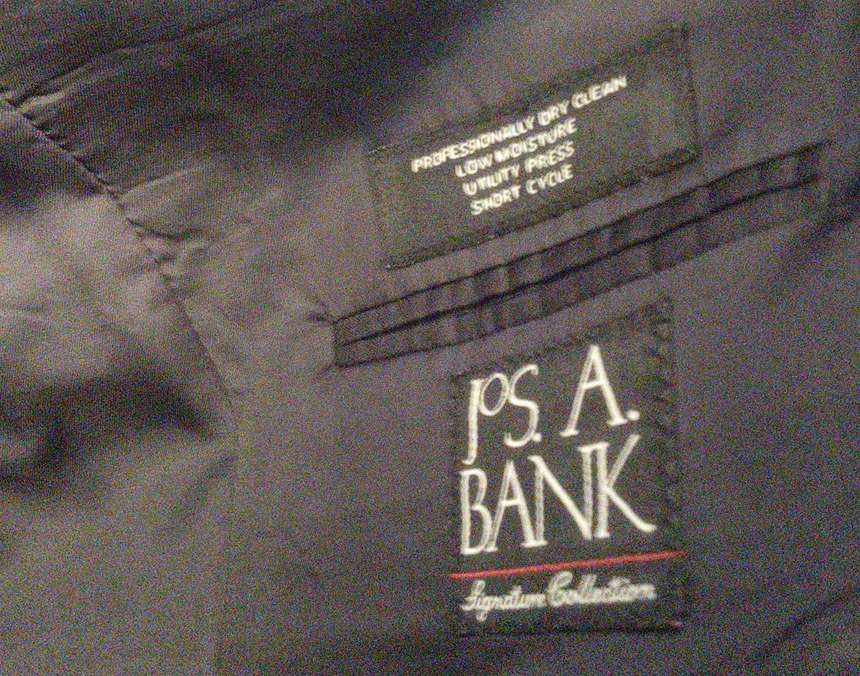 PROFESSIONALLY DRY CLEAN
LOW MOISTURE
UTILITY PRESS
SHORT CYCLE
JOS. A.
BANK
Signature Collection